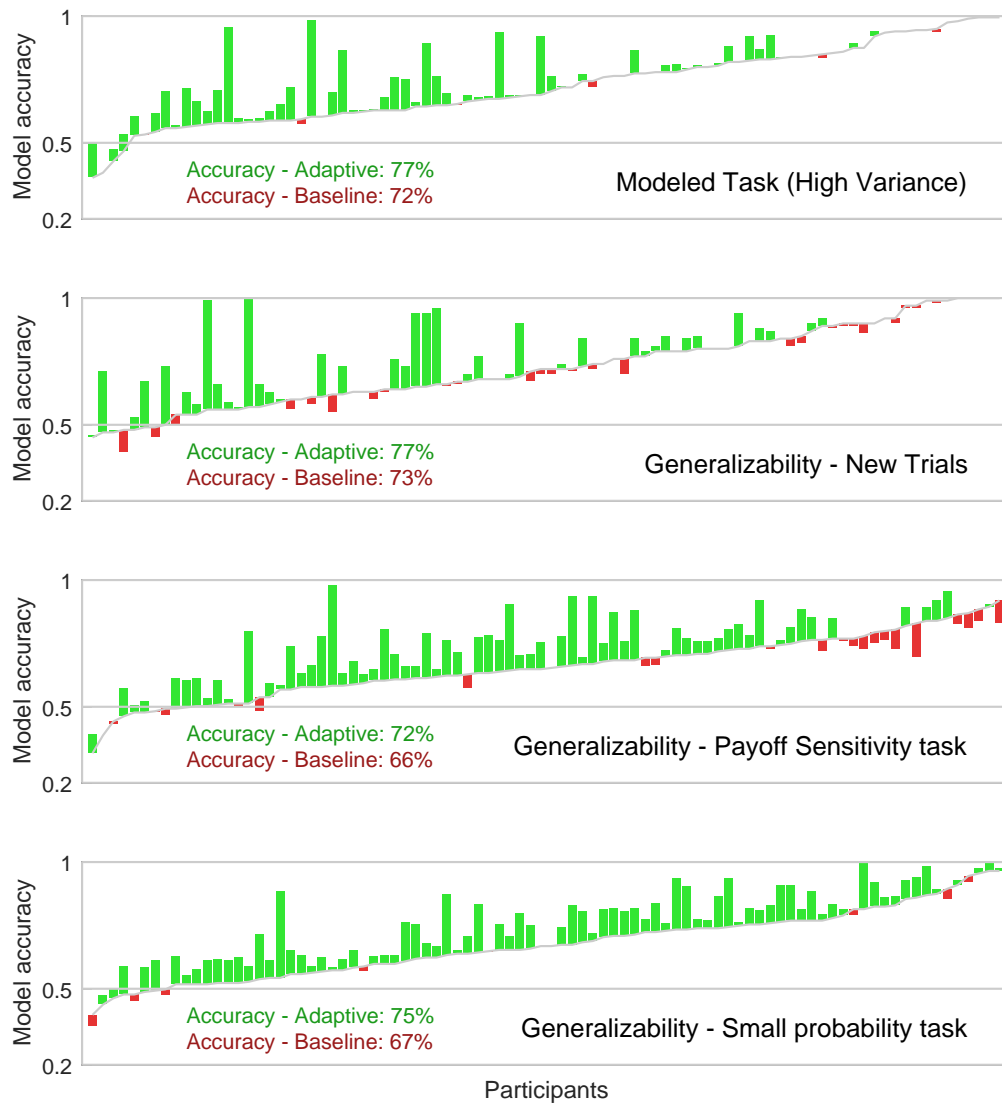 1
Model accuracy
0.5
Accuracy - Adaptive: 77%
Accuracy - Baseline: 72%
Modeled Task (High Variance)
0.2
1
Model accuracy
0.5
Accuracy - Adaptive: 77%
Accuracy - Baseline: 73%
Generalizability - New Trials
0.2
1
Model accuracy
0.5
Accuracy - Adaptive: 72%
Accuracy - Baseline: 66%
Generalizability - Payoff Sensitivity task
0.2
1
Model accuracy
0.5
Accuracy - Adaptive: 75%
Accuracy - Baseline: 67%
Generalizability - Small probability task
0.2
Participants